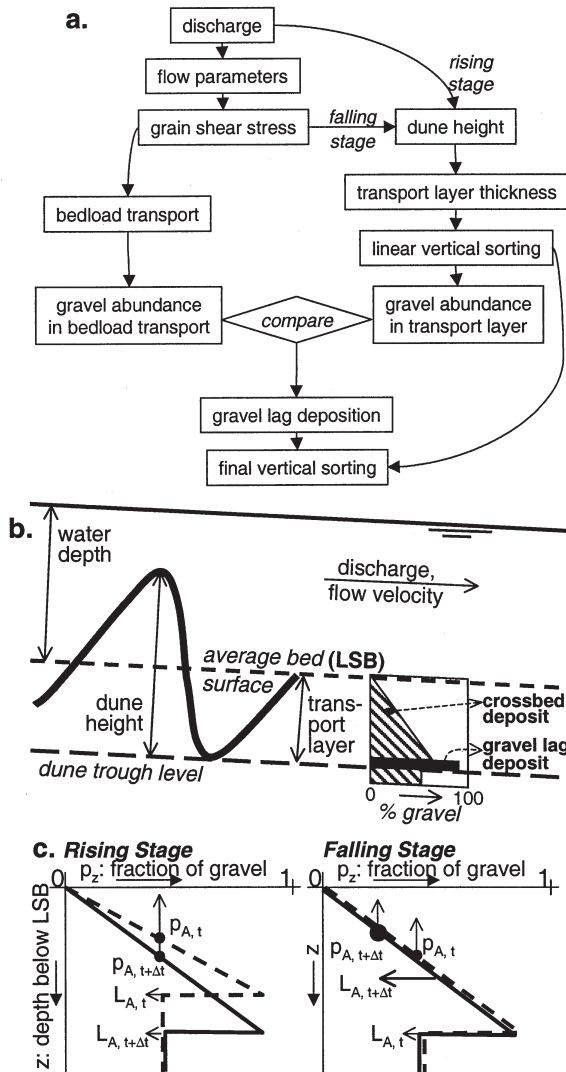 a.
discharge
flow parameters
rising
stage
grain shear stress
falling
stage
dune height
transport layer thickness
bedload transport
linear vertical sorting
gravel abundance
in bedload transport
compare
gravel abundance
in transport layer
gravel lag deposition
final vertical sorting
b.
water
depth
discharge,
flow velocity
average bed (LSB)
surface
dune
height
trans-
port
layer
crossbed
deposit
gravel lag
deposit
dune trough level
0
100
% gravel
c. Rising Stage
Falling Stage
0
pz: fraction of gravel
1
0
pz: fraction of gravel
1
z: depth below LSB
pA, t
pA, t+Δt
LA, t
LA, t+Δt
z
pA, t+Δt
pA, t
LA, t+Δt
LA, t